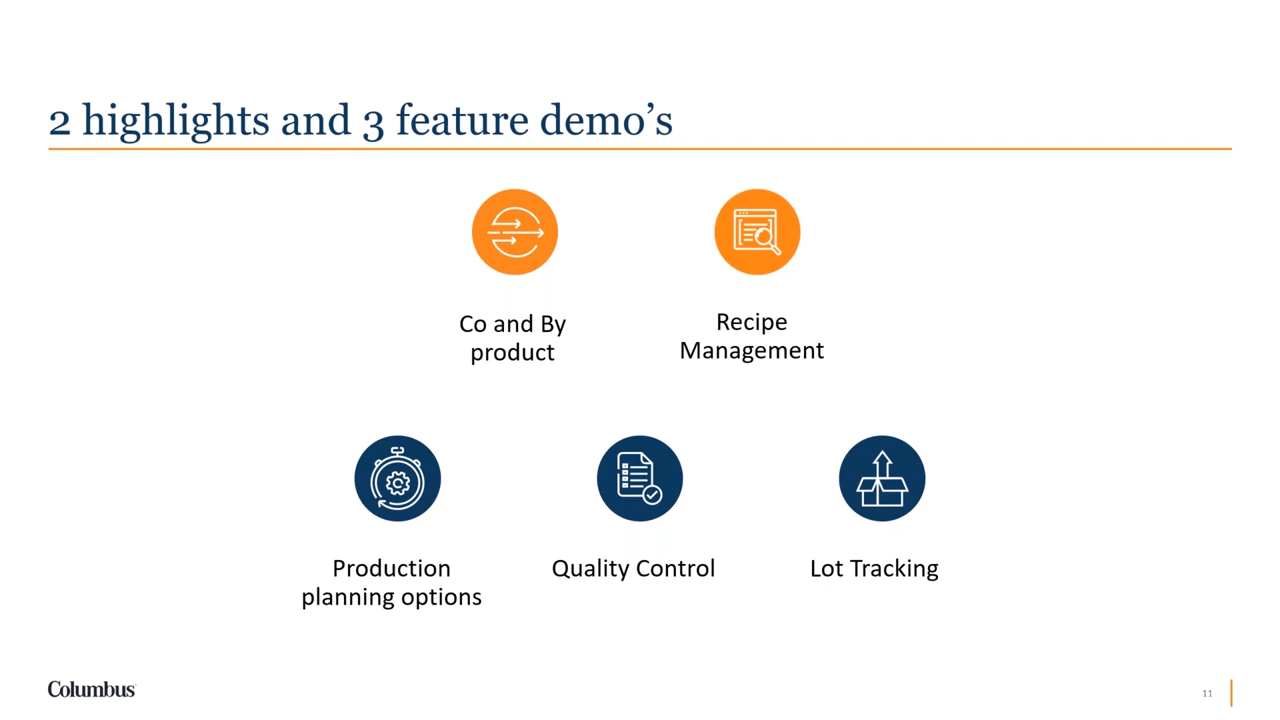 2 highlights and 3 feature demo’s
Co and By
product
Recipe
Management
Production
planning options
Quality Control
Lot Tracking
Columbus
11